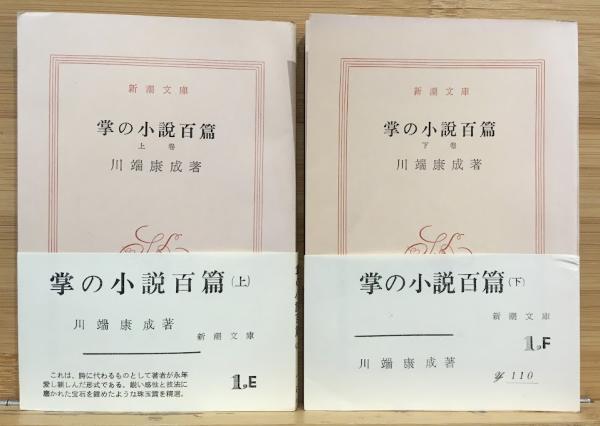 新潮文庫
掌の小説百篇
上巻
川端康成著
掌の小説百篇(上)
川端康成著
新潮文庫
これは、詩に代わるものとして著者が永年
愛し親しんだ形式である。鋭い感性と技法に
磨かれた宝石を鏤めたような珠玉篇を精選。
1,E
新潮文庫
掌の小説百篇
下巻
川端康成著
掌の小説百篇(下)
新潮文庫
1,F
川端康成著
¥110